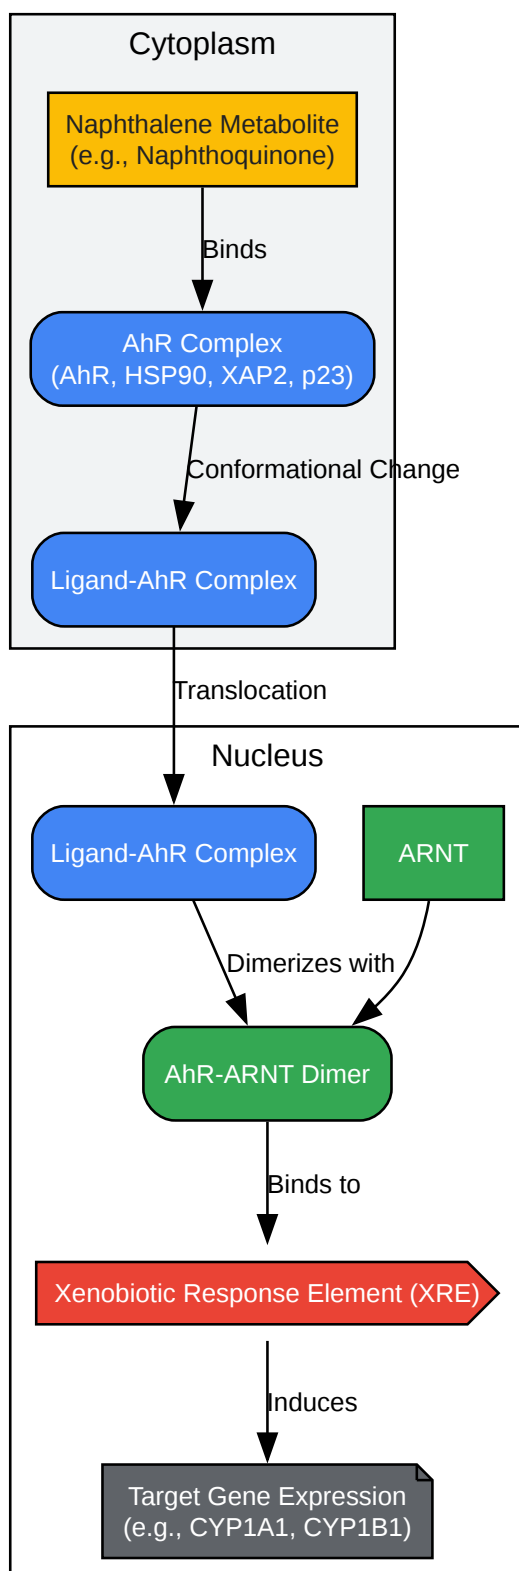 Cytoplasm
Naphthalene Metabolite
(e.g., Naphthoquinone)
Binds
AhR Complex
(AhR, HSP90, XAP2, p23)
Conformational Change
Ligand-AhR Complex
Translocation
Nucleus
Ligand-AhR Complex
ARNT
Dimerizes with
AhR-ARNT Dimer
Binds to
Xenobiotic Response Element (XRE)
Induces
Target Gene Expression
(e.g., CYP1A1, CYP1B1)